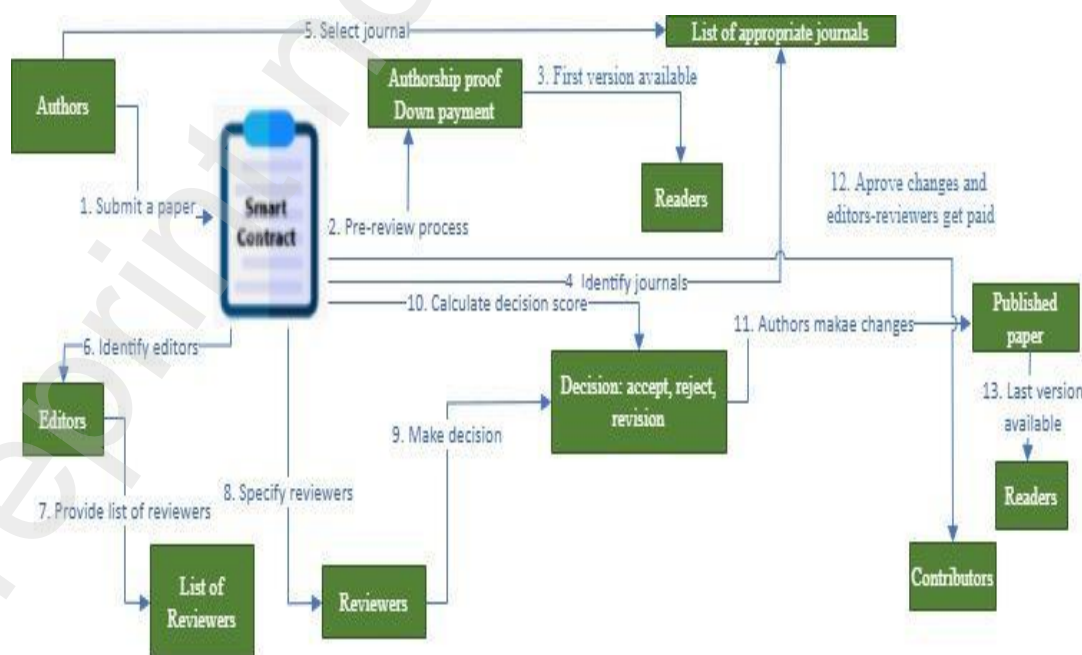 5. Select journal
List of appropriate journals
Authors
Authorship proof
Down payment
3. First version available
1. Submit a paper
Smart
Contract
2. Pre-review process
Readers
12. Aprove changes and
editors-reviewers get paid
4 Identify journals
10. Calculate decision score
11. Authors makae changes
Published
paper
6. Identify editors
Editors
Decision: accept, reject,
revision
13. Last version
available
9. Make decision
7. Provide list of reviewers
8. Specify reviewers
Readers
List of
Reviewers
Reviewers
Contributors